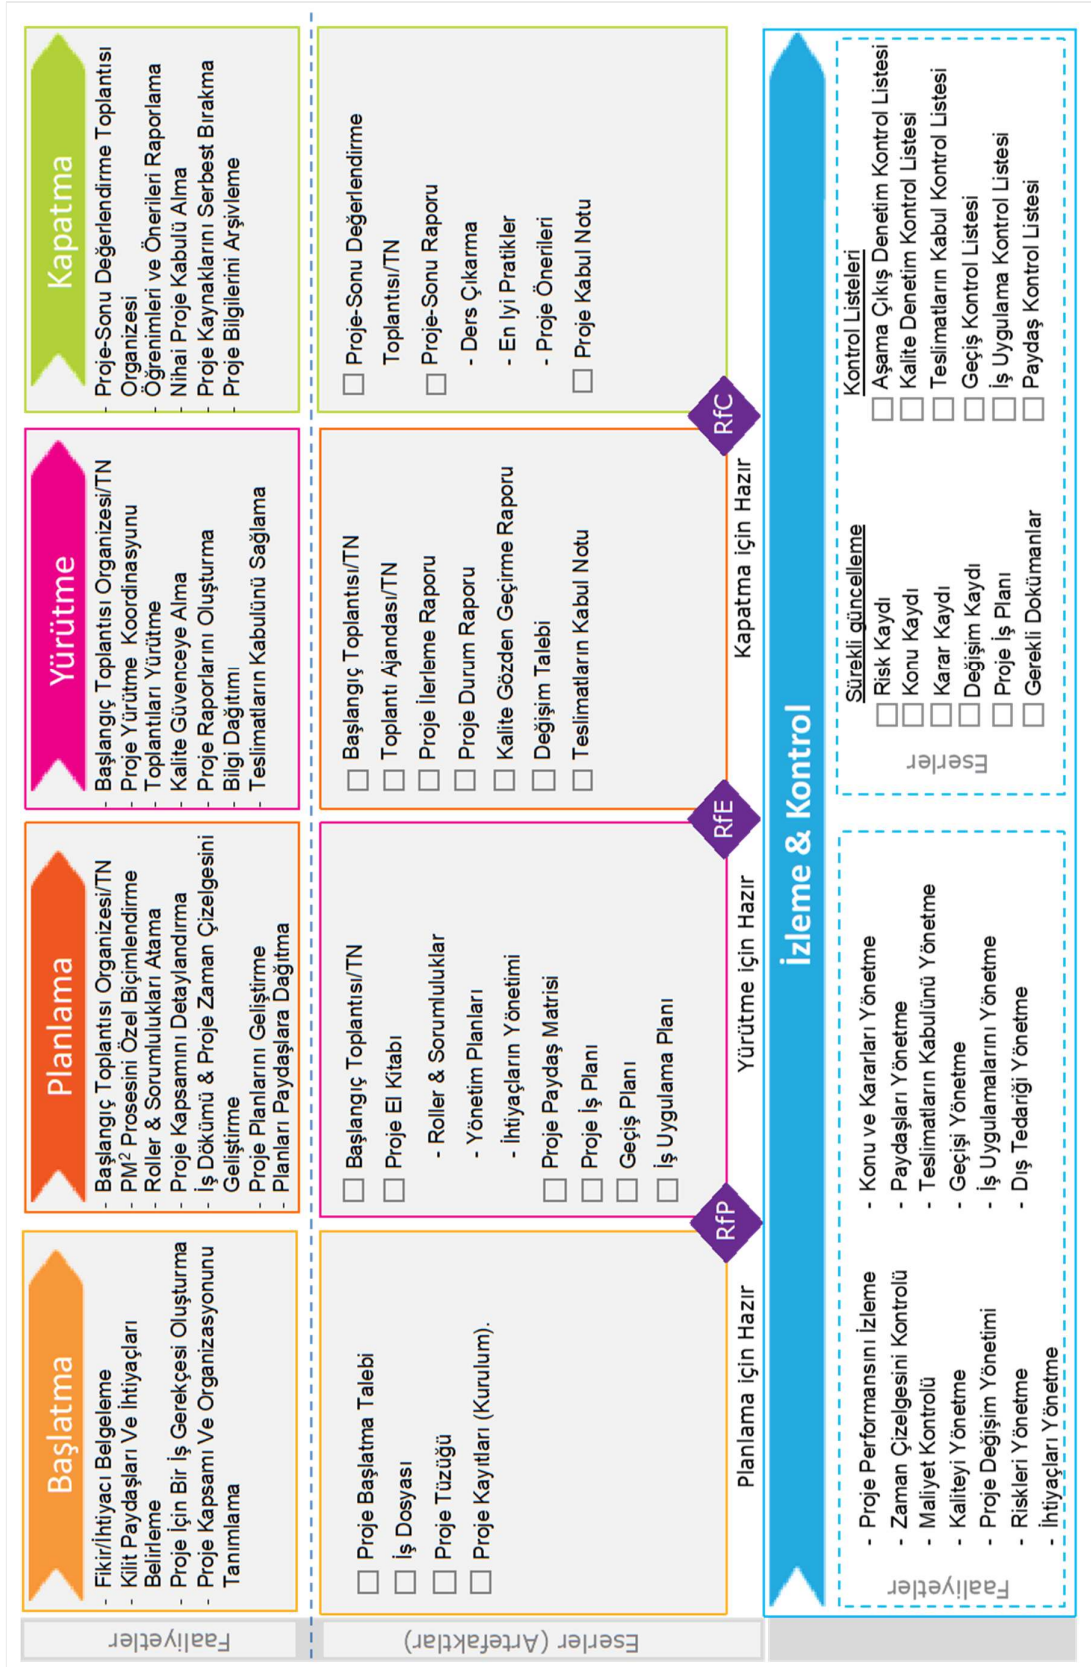 Faaliyetler
Başlatma
- Fikir/İhtiyacı Belgeleme
- Kilit Paydaşları Ve İhtiyaçları
Belirleme
- Proje İçin Bir İş Gerekçesi Oluşturma
- Proje Kapsamı Ve Organizasyonunu
Tanımlama
Planlama
- Başlangıç Toplantısı Organizesi/TN
- PM² Prosesini Özel Biçimlendirme
- Roller & Sorumlulukları Atama
- Proje Kapsamını Detaylandırma
- İş Dökümü & Proje Zaman Çizelgesini
Geliştirme
- Proje Planlarını Geliştirme
- Planları Paydaşlara Dağıtma
Yürütme
- Başlangıç Toplantısı Organizesi/TN
- Proje Yürütme Koordinasyunu
- Toplantıları Yürütme
- Kalite Güvenceye Alma
- Proje Raporlarını Oluşturma
- Bilgi Dağıtımı
- Teslimatların Kabulünü Sağlama
Kapatma
- Proje-Sonu Değerlendirme Toplantısı
Organizesi
- Öğrenimleri ve Önerileri Raporlama
- Nihai Proje Kabulü Alma
- Proje Kaynaklarını Serbest Bırakma
- Proje Bilgilerini Arşivleme
Eserler (Artefaktlar)
Proje Başlatma Talebi
İş Dosyası
Proje Tüzüğü
Proje Kayıtları (Kurulum).
Başlangıç Toplantısı/TN
Proje El Kitabı
- Roller & Sorumluluklar
- Yönetim Planları
- İhtiyaçların Yönetimi
Proje Paydaş Matrisi
Proje İş Planı
Geçiş Planı
İş Uygulama Planı
Başlangıç Toplantısı/TN
Toplantı Ajandası/TN
Proje İlerleme Raporu
Proje Durum Raporu
Kalite Gözden Geçirme Raporu
Değişim Talebi
Teslimatların Kabul Notu
Proje-Sonu Değerlendirme
Toplantısı/TN
Proje-Sonu Raporu
- Ders Çıkarma
- En İyi Pratikler
- Proje Önerileri
Proje Kabul Notu
RfP
RfE
RfC
Planlama için Hazır
Yürütme için Hazır
Kapatma için Hazır
İzleme & Kontrol
Faaliyetler
- Proje Performansını İzleme
- Zaman Çizelgesini Kontrolü
- Maliyet Kontrolü
- Kaliteyi Yönetme
- Proje Değişim Yönetimi
- Riskleri Yönetme
- İhtiyaçları Yönetme
- Konu ve Kararları Yönetme
- Paydaşları Yönetme
- Teslimatların Kabulünü Yönetme
- Geçişi Yönetme
- İş Uygulamalarını Yönetme
- Dış Tedariği Yönetme
Eserler
Sürekli güncelleme
Risk Kaydı
Konu Kaydı
Karar Kaydı
Değişim Kaydı
Proje İş Planı
Gerekli Dokümanlar
Kontrol Listeleri
Aşama Çıkış Denetim Kontrol Listesi
Kalite Denetim Kontrol Listesi
Teslimatların Kabul Kontrol Listesi
Geçiş Kontrol Listesi
İş Uygulama Kontrol Listesi
Paydaş Kontrol Listesi